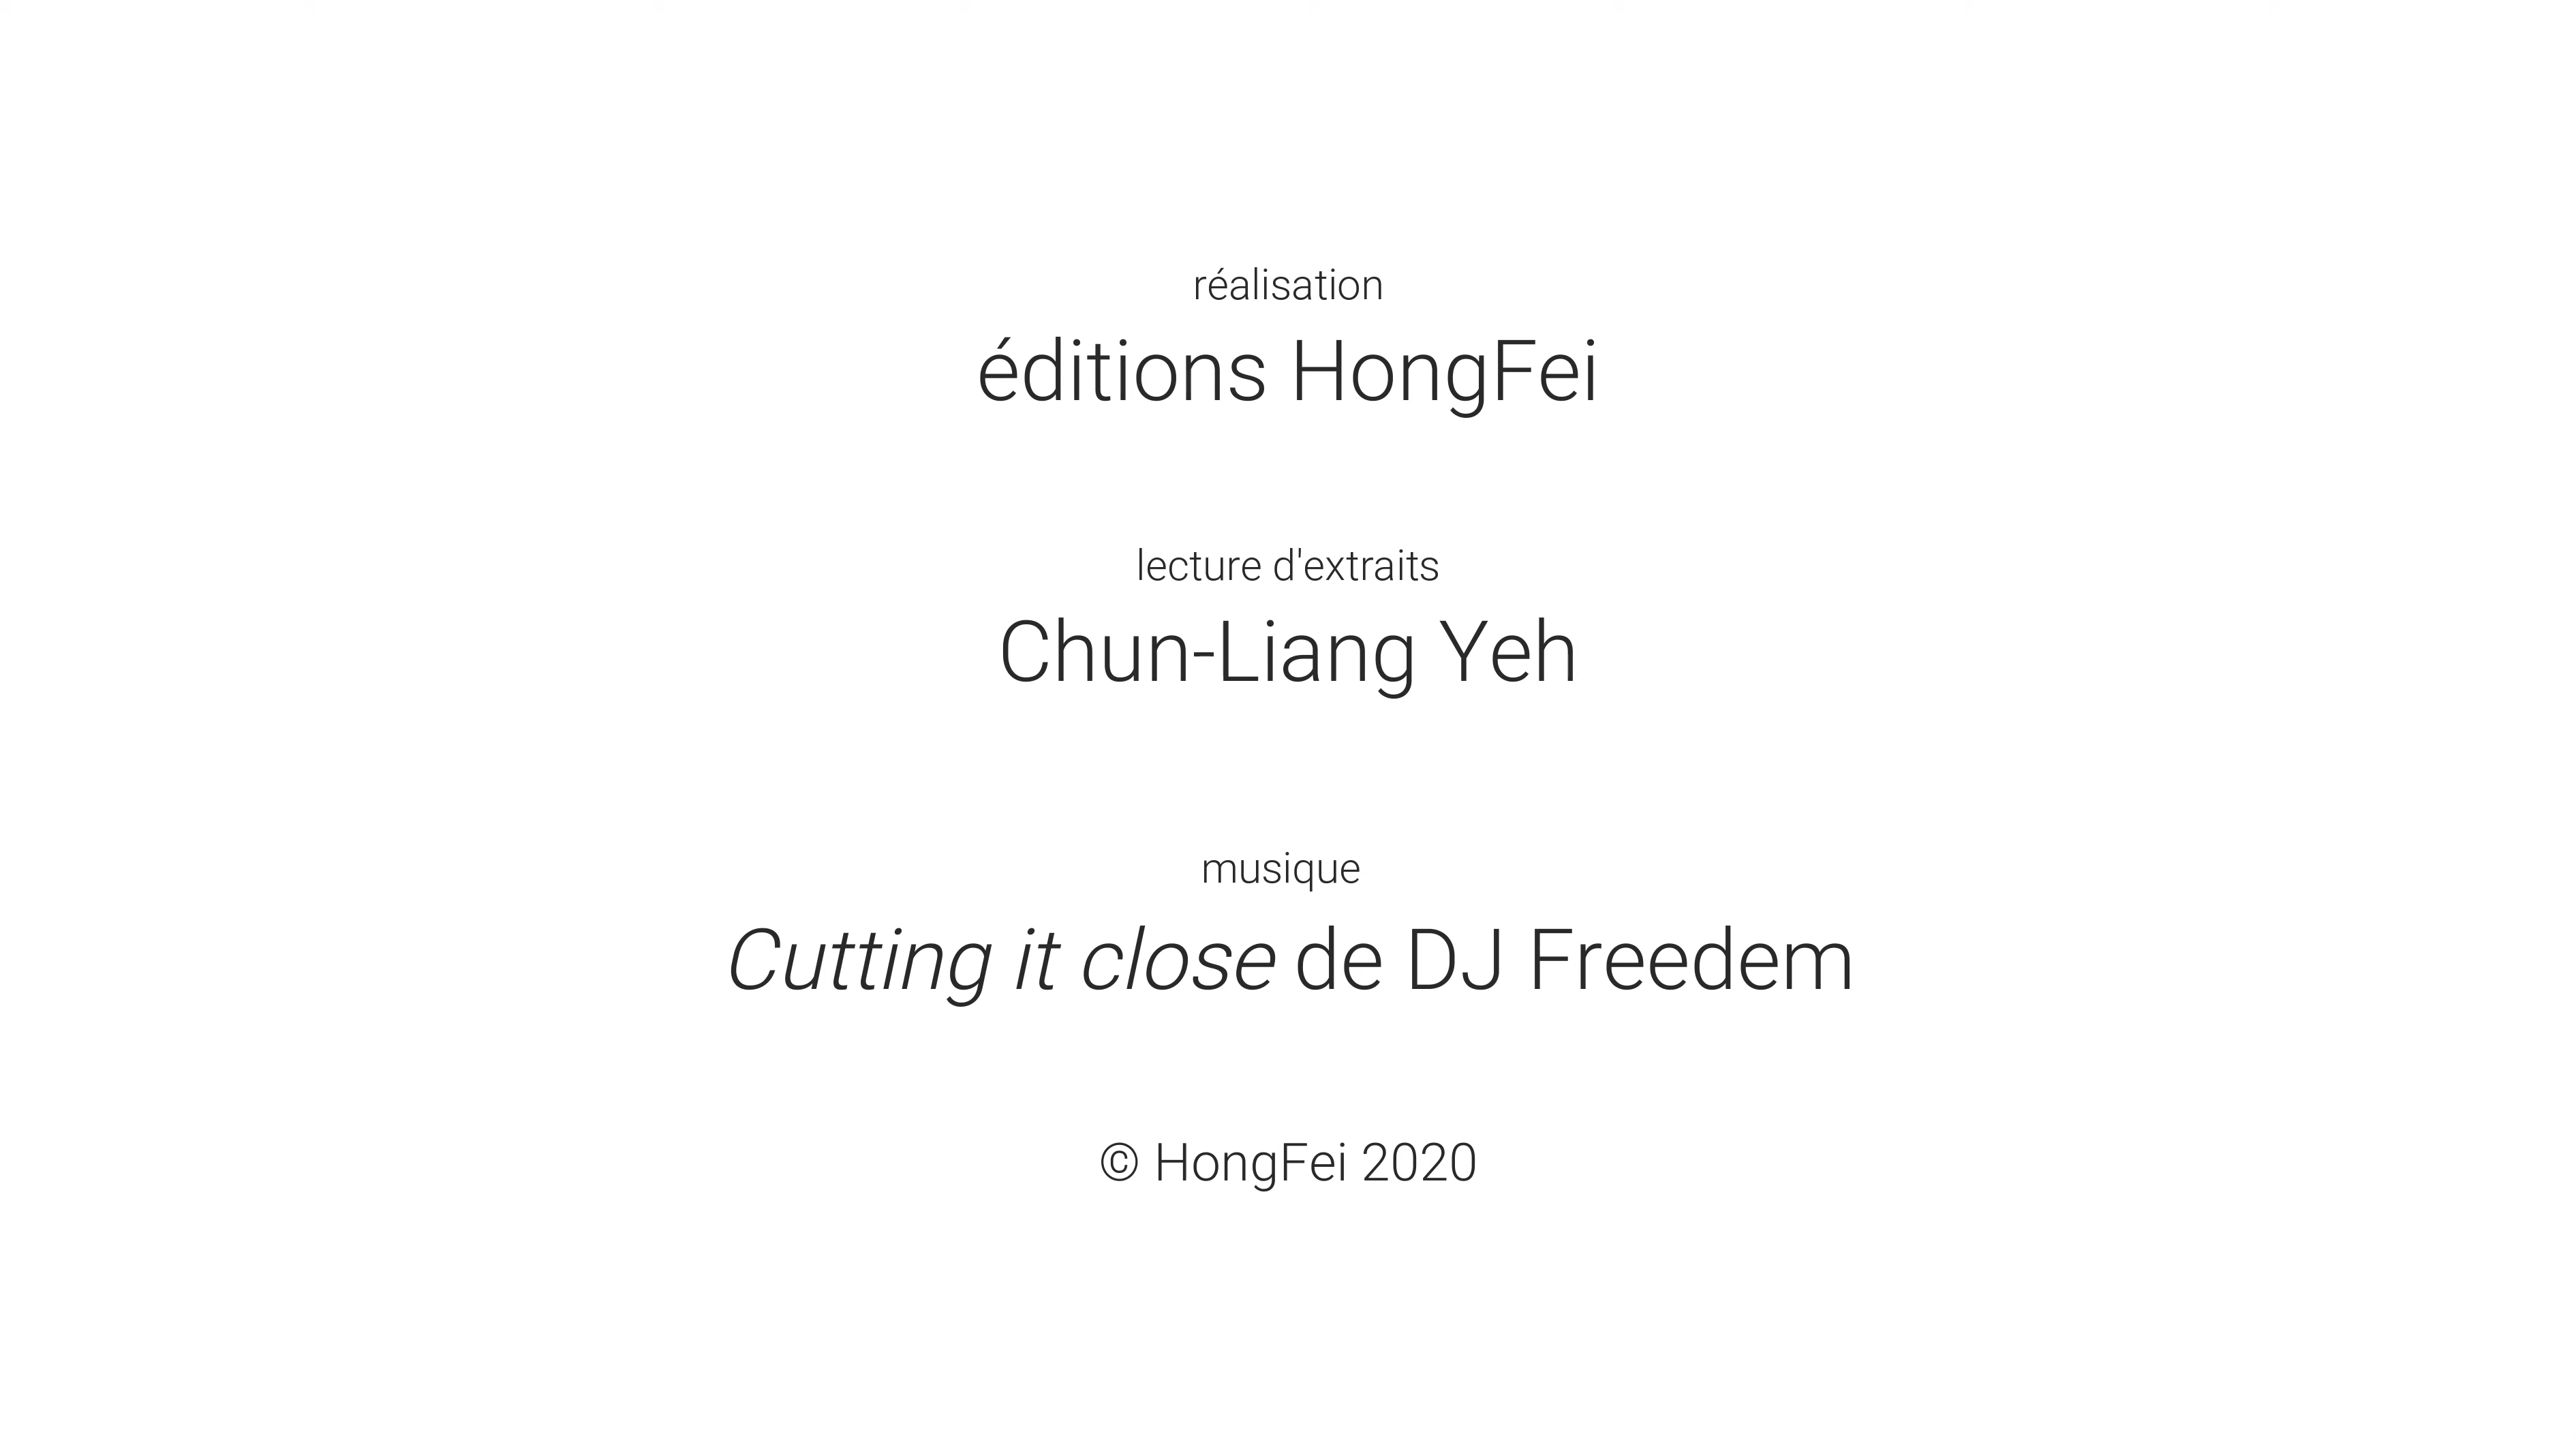 réalisation
éditions HongFei
lecture d'extraits
Chun-Liang Yeh
musique
Cutting it close de DJ Freedem
© HongFei 2020